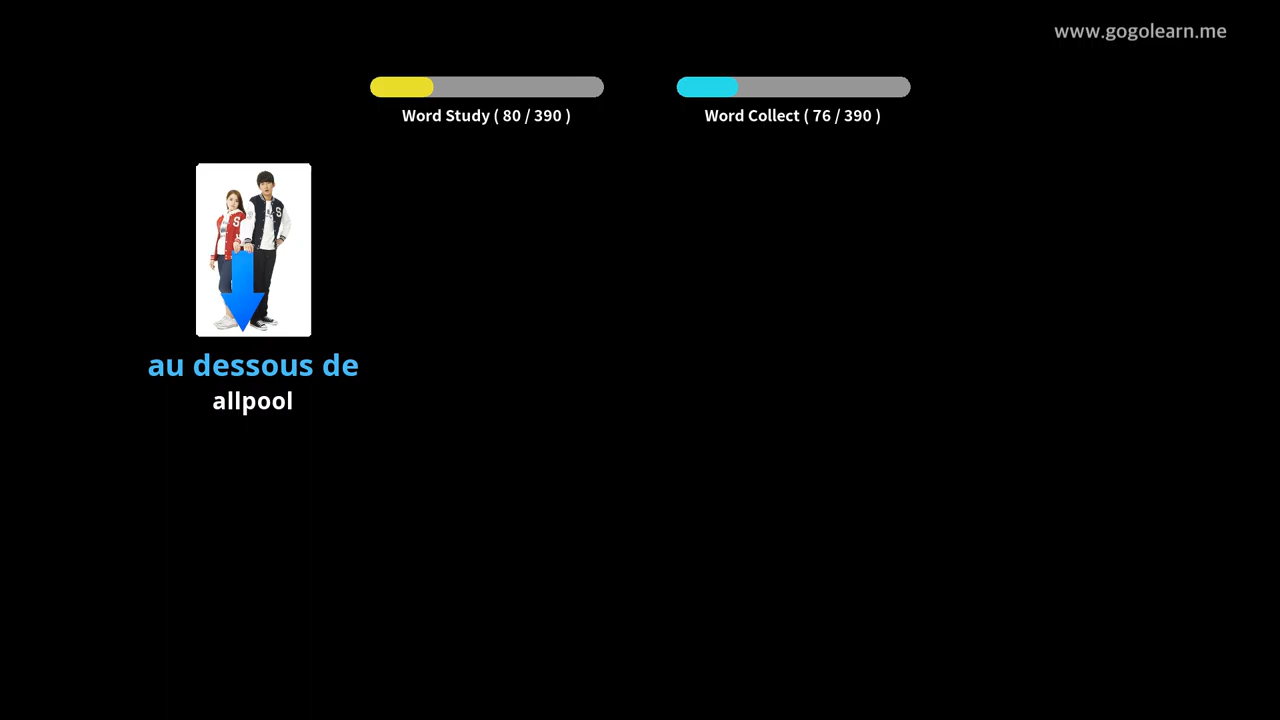 www.gogolearn.me
Word Study ( 80 / 390 )
Word Collect ( 76 / 390 )
S
S
au dessous de
allpool